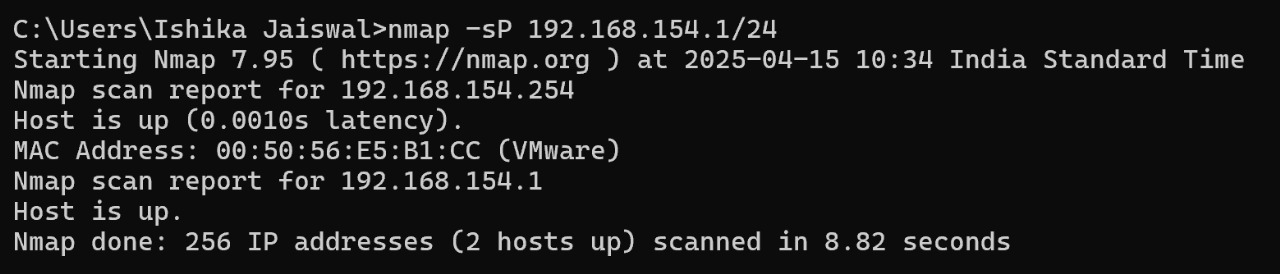 C:\Users\Ishika Jaiswal>nmap -sP 192.168.154.1/24
Starting Nmap 7.95 ( https://nmap.org ) at 2025-04-15 10:34 India Standard Time
Nmap scan report for 192.168.154.254
Host is up (0.0010s latency).
MAC Address: 00:50:56:E5:B1:CC (VMware)
Nmap scan report for 192.168.154.1
Host is up.
Nmap done: 256 IP addresses (2 hosts up) scanned in 8.82 seconds